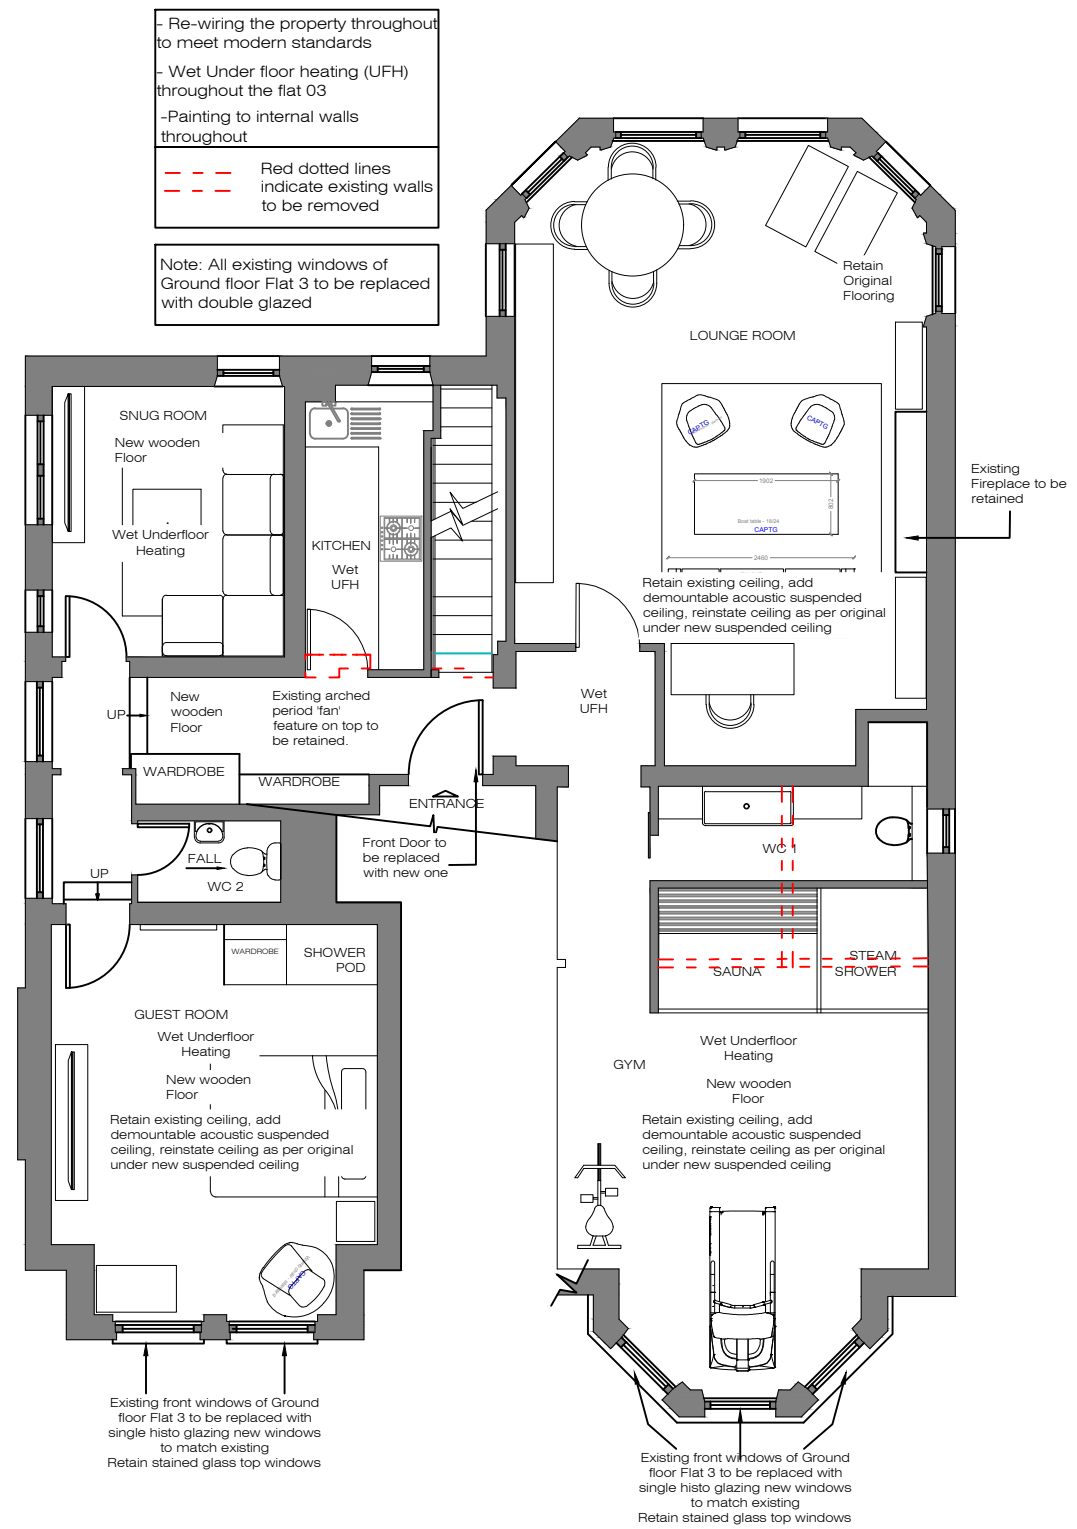 - Re-wiring the property throughout
to meet modern standards
- Wet Under floor heating (UFH)
throughout the flat 03
-Painting to internal walls
throughout
Red dotted lines
indicate existing walls
to be removed
Note: All existing windows of
Ground floor Flat 3 to be replaced
with double glazed
Retain
Original
Flooring
LOUNGE ROOM
SNUG ROOM
New wooden
Floor
Wet Underfloor
Heating
KITCHEN
Wet
UFH
CAPTG
CAPTG
1902
802
Boat table - 18/24
CAPTG
2460
Existing
Fireplace to be
retained
Retain existing ceiling, add
demountable acoustic suspended
ceiling, reinstate ceiling as per original
under new suspended ceiling
UP
New
wooden
Floor
Existing arched
period 'fan'
feature on top to
be retained.
Wet
UFH
WARDROBE
WARDROBE
ENTRANCE
Front Door to
be replaced
with new one
FALL
WC 2
UP
WC 1
WARDROBE
SHOWER
POD
SAUNA
STEAM
SHOWER
GUEST ROOM
Wet Underfloor
Heating
New wooden
Floor
Retain existing ceiling, add
demountable acoustic suspended
ceiling, reinstate ceiling as per original
under new suspended ceiling
GYM
Wet Underfloor
Heating
New wooden
Floor
Retain existing ceiling, add
demountable acoustic suspended
ceiling, reinstate ceiling as per original
under new suspended ceiling
CAPTG
Existing front windows of Ground
floor Flat 3 to be replaced with
single histo glazing new windows
to match existing
Retain stained glass top windows
Existing front windows of Ground
floor Flat 3 to be replaced with
single histo glazing new windows
to match existing
Retain stained glass top windows